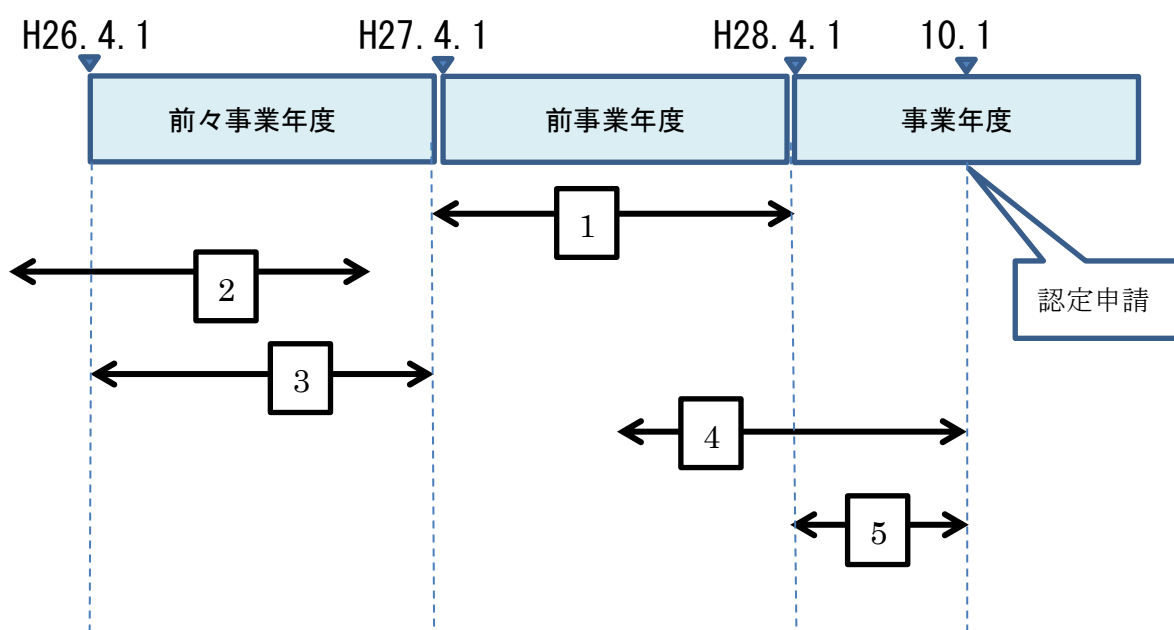 H26.4.1
H27.4.1
H28.4.1
10.1
前々事業年度
前事業年度
事業年度
1
2
認定申請
3
4
5